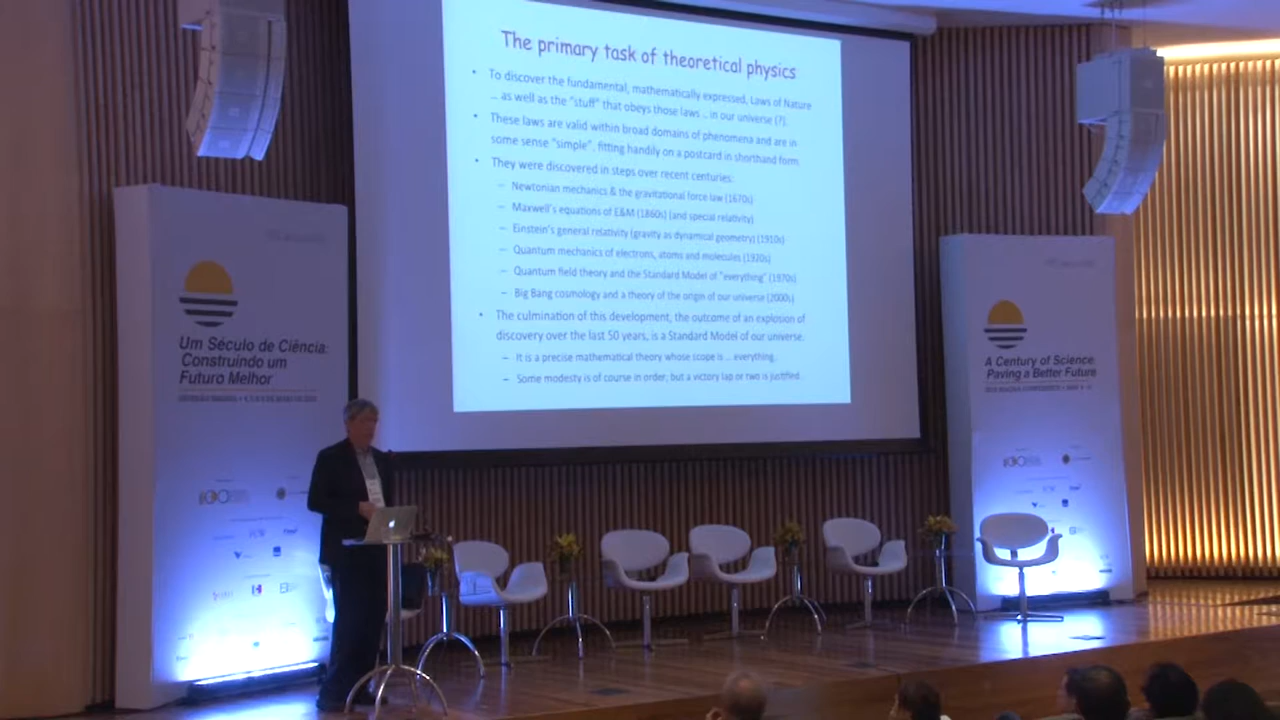 The primary task of theoretical physics
• To discover the fundamental, mathematically expressed, Laws of Nature
... as well as the "stuff" that obeys those laws .. in our universe (?).
• These laws are valid within broad domains of phenomena and are in
some sense "simple", fitting handily on a postcard in shorthand form.
• They were discovered in steps over recent centuries:
– Newtonian mechanics & the gravitational force law (1670s)
– Maxwell's equations of E&M (1860s) (and special relativity)
– Einstein's general relativity (gravity as dynamical geometry) (1910s)
– Quantum mechanics of electrons, atoms and molecules (1920s)
– Quantum field theory and the Standard Model of "everything" (1970s)
– Big Bang cosmology and a theory of the origin of our universe (2000s)
• The culmination of this development, the outcome of an explosion of
discovery over the last 50 years, is a Standard Model of our universe.
– It is a precise mathematical theory whose scope is ... everything.
– Some modesty is of course in order, but a victory lap or two is justified.
Um Século de Ciência:
Construindo um
Futuro Melhor
A Century of Science
Paving a Better Future